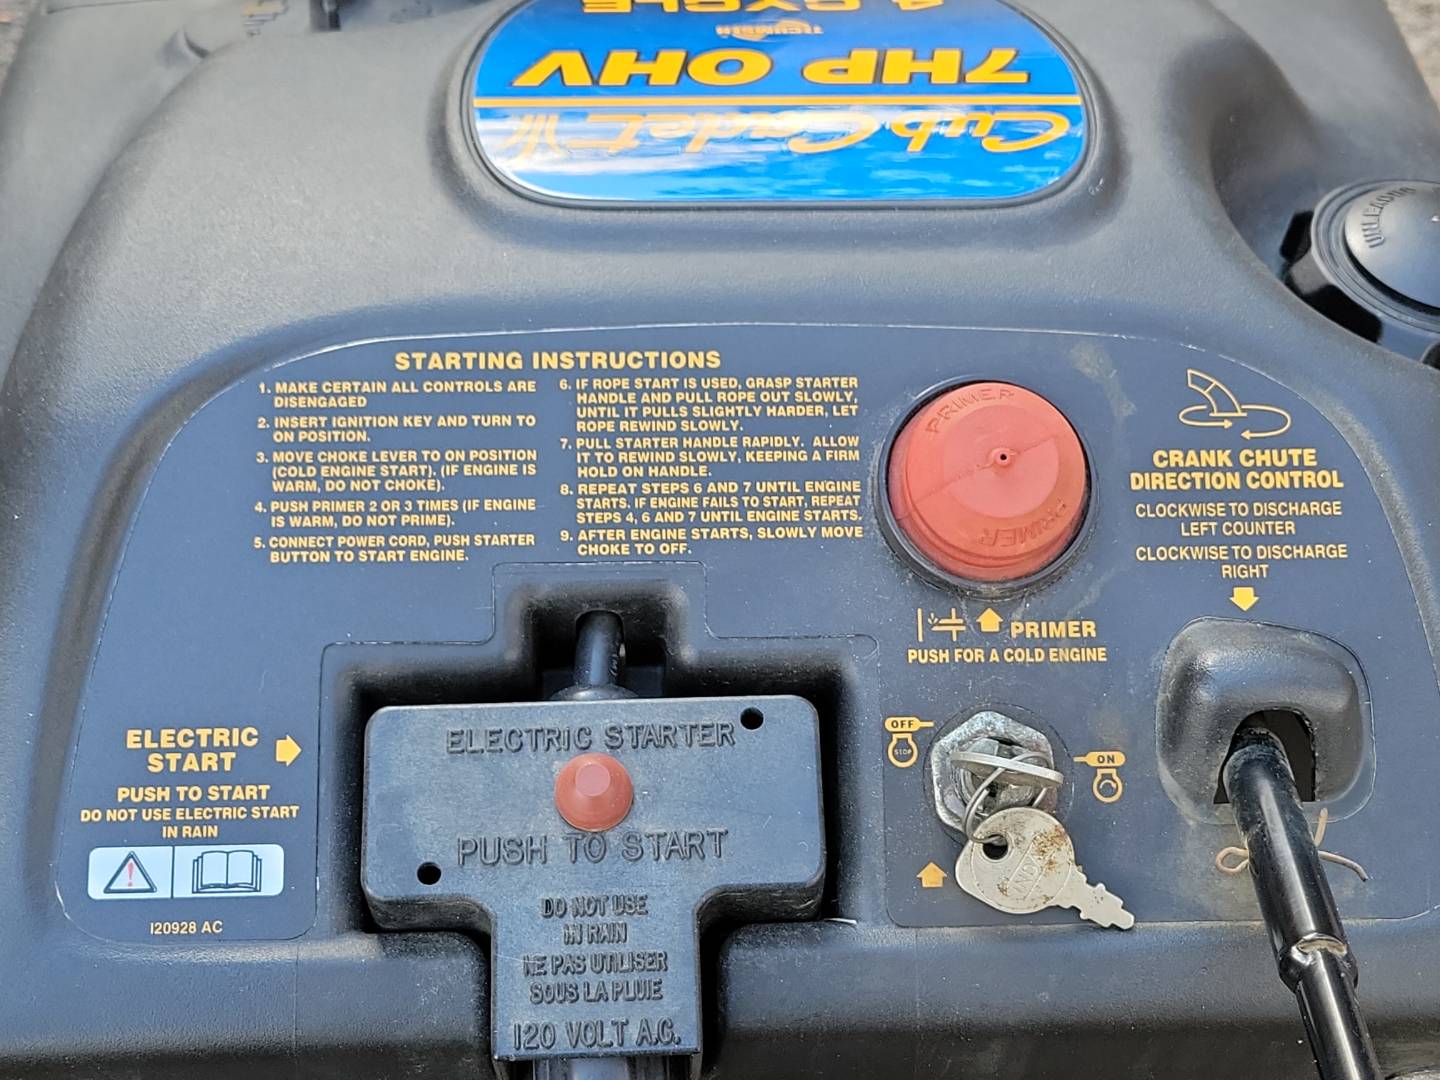 4 CYCLE
TECUMSEH
7HP OHV
Cub Cadet
UNLEADED
STARTING INSTRUCTIONS
1. MAKE CERTAIN ALL CONTROLS ARE
DISENGAGED
2. INSERT IGNITION KEY AND TURN TO
ON POSITION.
3. MOVE CHOKE LEVER TO ON POSITION
(COLD ENGINE START), (IF ENGINE IS
WARM, DO NOT CHOKE).
4. PUSH PRIMER 2 OR 3 TIMES (IF ENGINE
IS WARM, DO NOT PRIME).
5. CONNECT POWER CORD, PUSH STARTER
BUTTON TO START ENGINE.
6. IF ROPE START IS USED, GRASP STARTER
HANDLE AND PULL ROPE OUT SLOWLY,
UNTIL IT PULLS SLIGHTLY HARDER, LET
ROPE REWIND SLOWLY.
7. PULL STARTER HANDLE RAPIDLY. ALLOW
IT TO REWIND SLOWLY, KEEPING A FIRM
HOLD ON HANDLE.
8. REPEAT STEPS 6 AND 7 UNTIL ENGINE
STARTS. IF ENGINE FAILS TO START, REPEAT
STEPS 4, 6 AND 7 UNTIL ENGINE STARTS.
9. AFTER ENGINE STARTS, SLOWLY MOVE
CHOKE TO OFF.
PRIMER
PRIMER
PRIMER
PUSH FOR A COLD ENGINE
CRANK CHUTE
DIRECTION CONTROL
CLOCKWISE TO DISCHARGE
LEFT COUNTER
CLOCKWISE TO DISCHARGE
RIGHT
ELECTRIC
START
PUSH TO START
DO NOT USE ELECTRIC START
IN RAIN
120928 AC
ELECTRIC STARTER
PUSH TO START
DO NOT USE
IN RAIN
NE PAS UTILISER
SOUS LA PLUIE
120 VOLT A.C.
OFF
STOP
ON